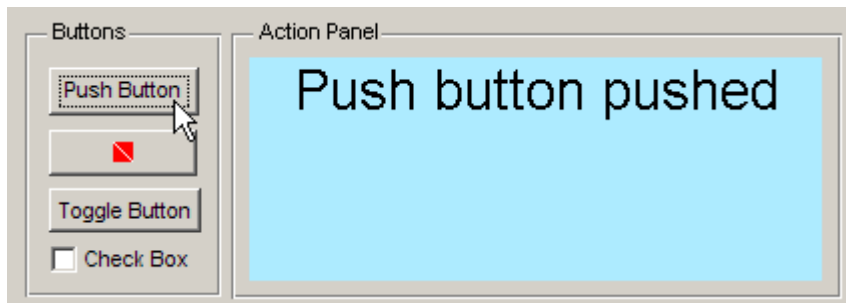 Buttons
Action Panel
Push Button
Push button pushed
Toggle Button
Check Box